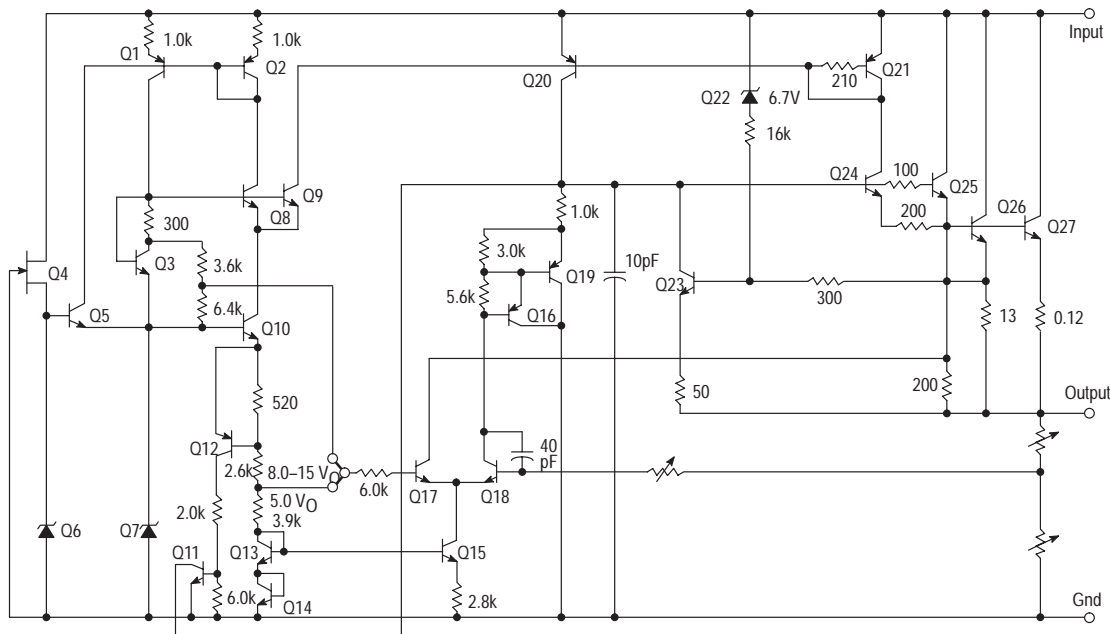 Input
1.0k
1.0k
Q1
Q2
Q20
Q21
210
Q22
6.7V
16k
Q24
100
Q25
Q9
Q8
1.0k
200
Q26
Q27
300
3.0k
Q3
3.6k
Q19
10pF
Q4
Q23
5.6k
300
6.4k
Q16
13
0.12
Q5
Q10
520
50
200
Output
Q12
2.6k
8.0–15 VO
40
pF
6.0k
Q17
Q18
5.0 VO
2.0k
3.9k
Q6
Q7
Q11
Q13
Q15
6.0k
Q14
2.8k
Gnd